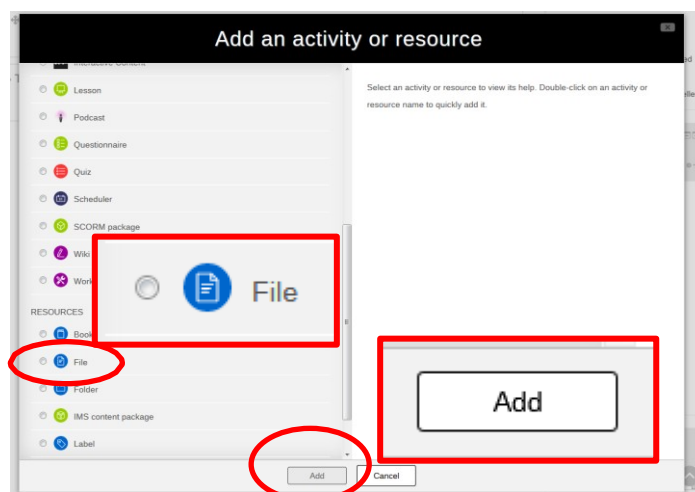 Add an activity or resource
Interactive Content
Lesson
Podcast
Questionnaire
Quiz
Scheduler
SCORM package
Wiki
Work
RESOURCES
Book
File
Folder
IMS content package
Label
File
Select an activity or resource to view its help. Double-click on an activity or
resource name to quickly add it.
Add
Add
Cancel